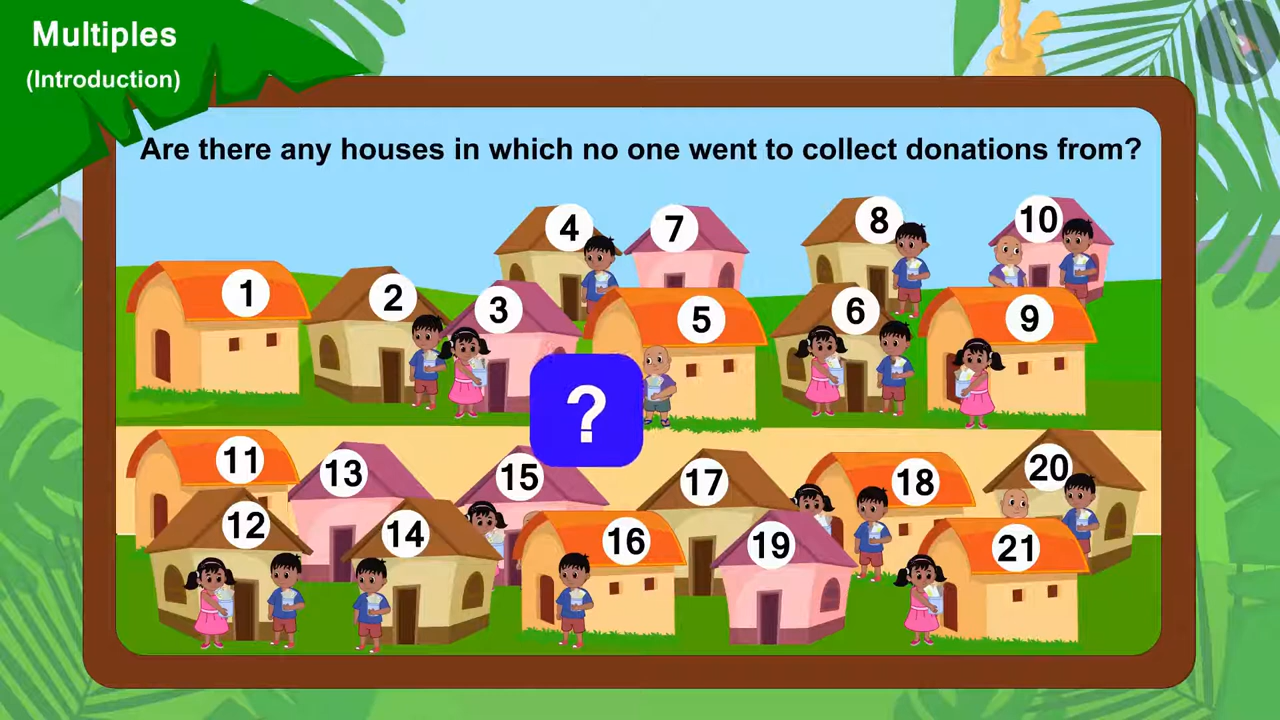 Multiples
(Introduction)
Are there any houses in which no one went to collect donations from?
4 7 8 10
1 2 3 5 6 9
?
11 13 15 17 18 20
12 14 16 19 21